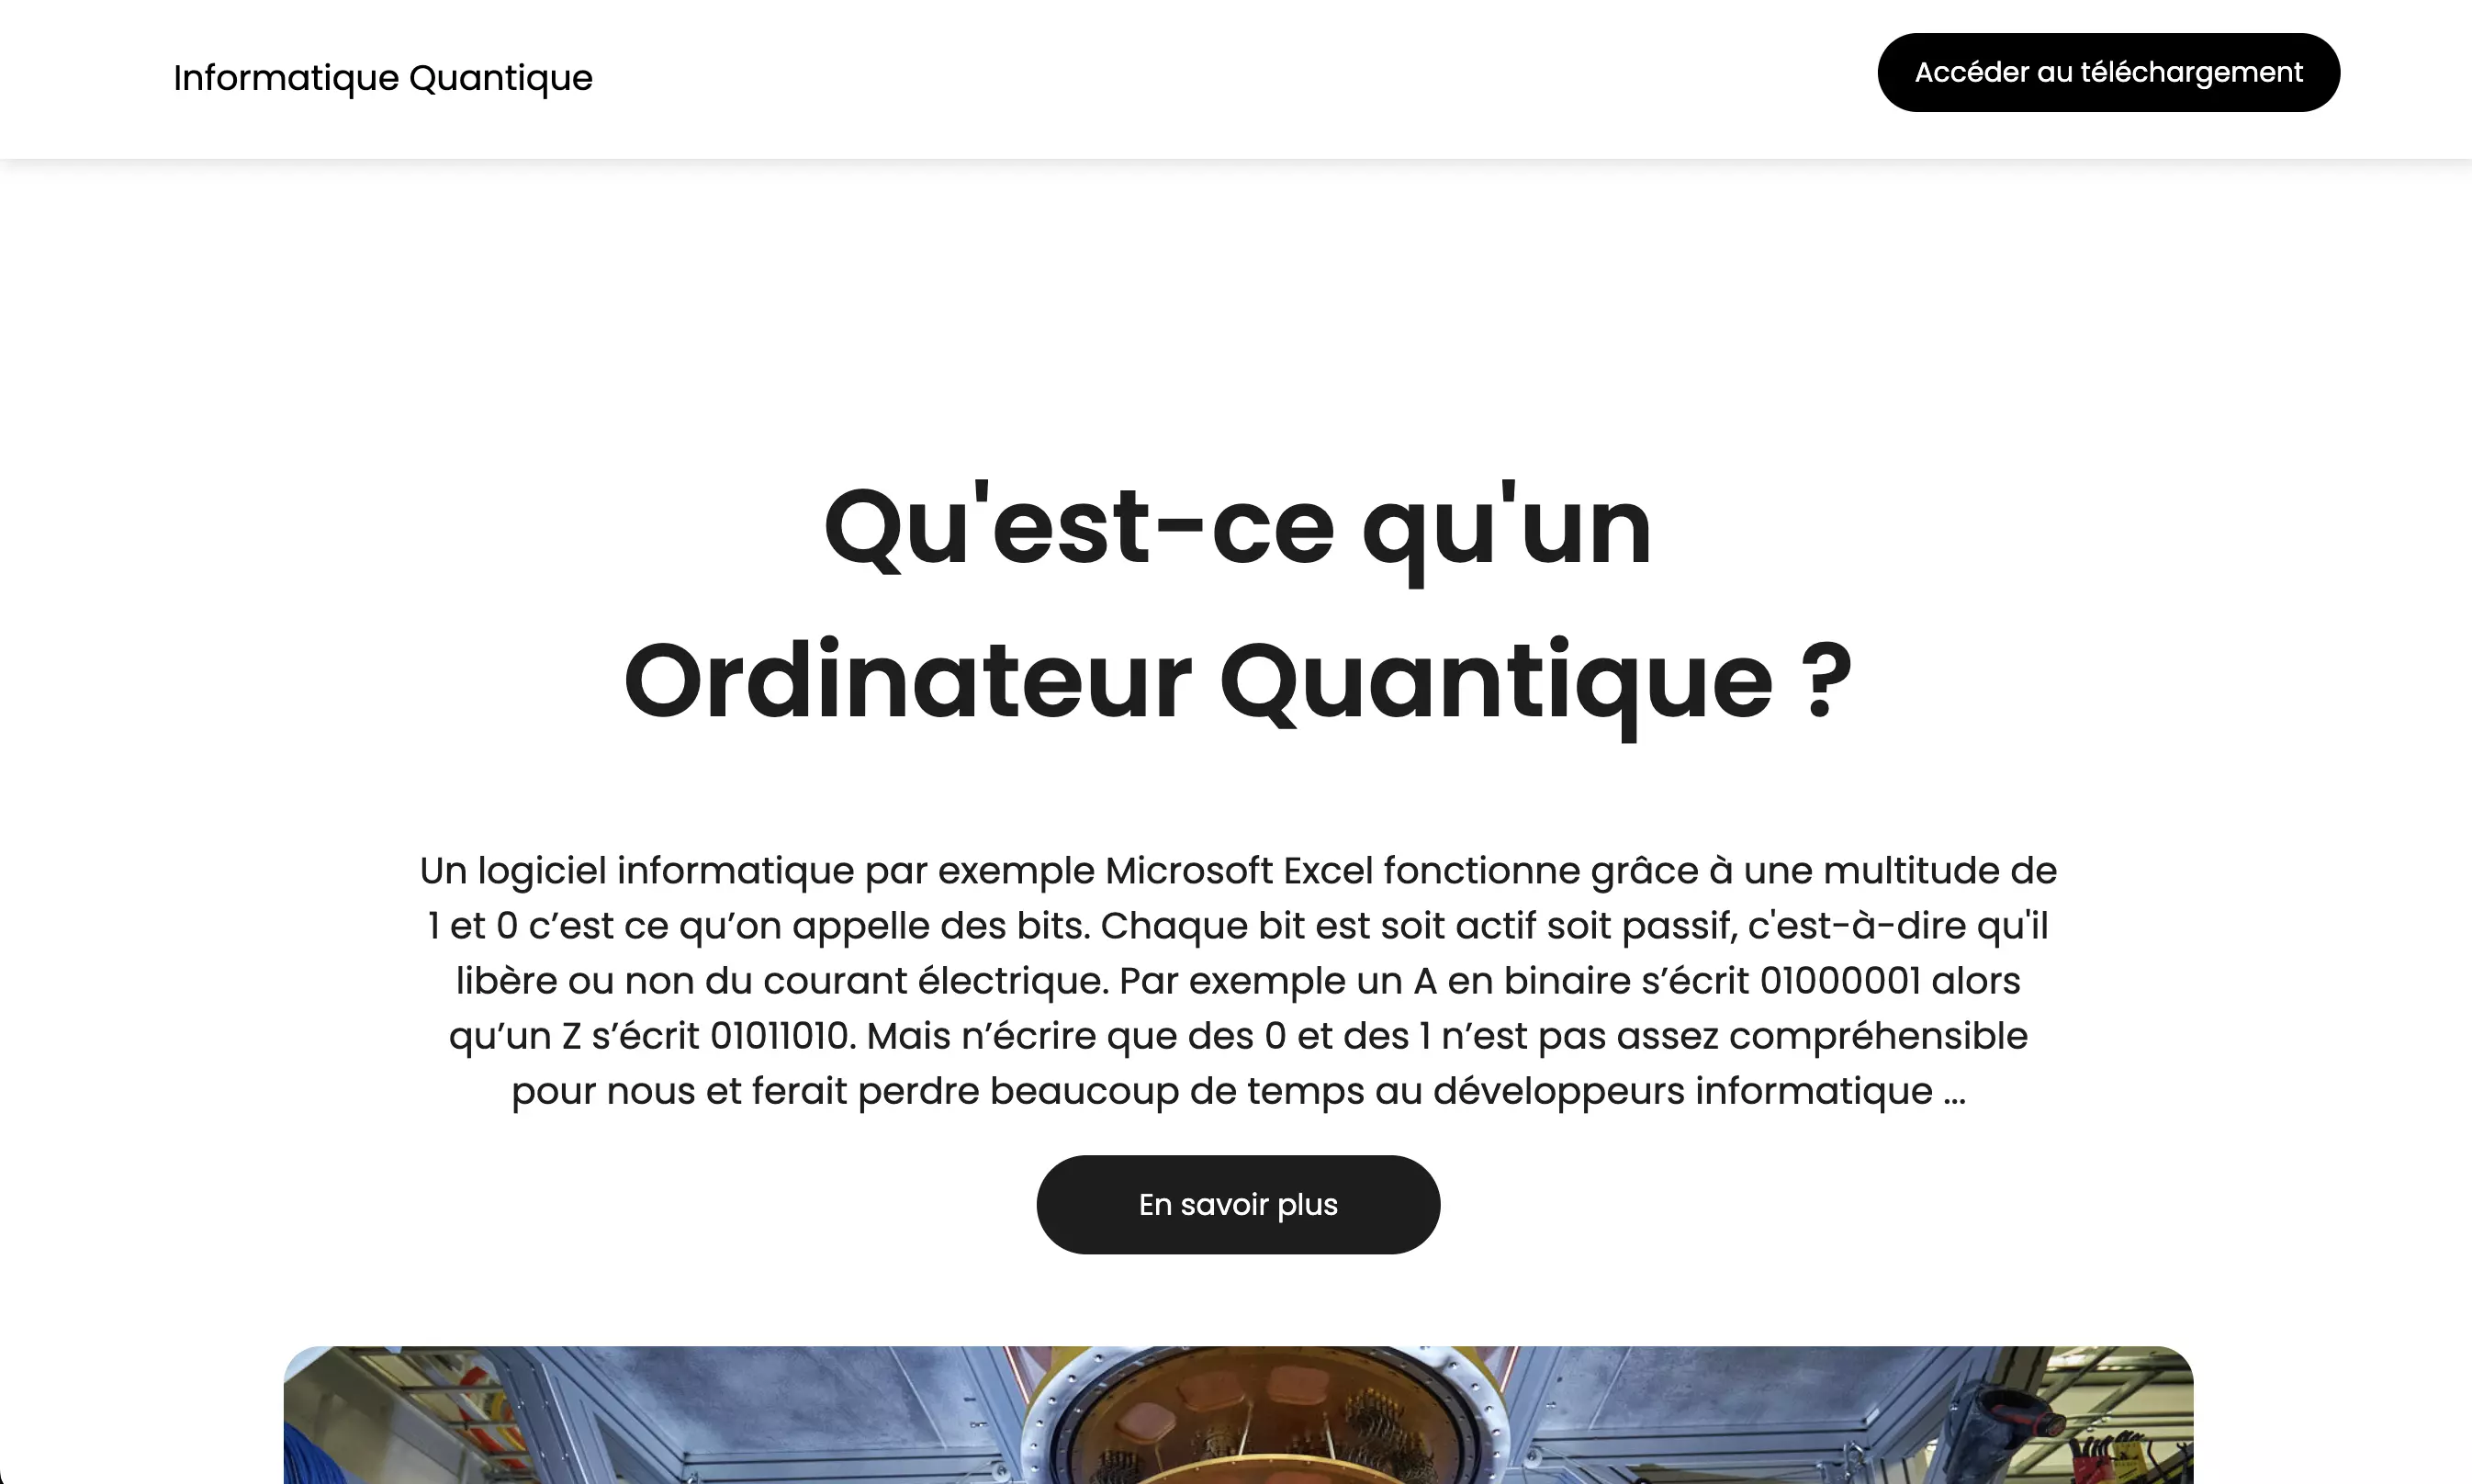 Informatique Quantique
Accéder au téléchargement
Qu'est-ce qu'un
Ordinateur Quantique ?
Un logiciel informatique par exemple Microsoft Excel fonctionne grâce à une multitude de
1 et 0 c’est ce qu’on appelle des bits. Chaque bit est soit actif soit passif, c'est-à-dire qu'il
libère ou non du courant électrique. Par exemple un A en binaire s’écrit 01000001 alors
qu’un Z s’écrit 01011010. Mais n’écrire que des 0 et des 1 n’est pas assez compréhensible
pour nous et ferait perdre beaucoup de temps au développeurs informatique ...
En savoir plus